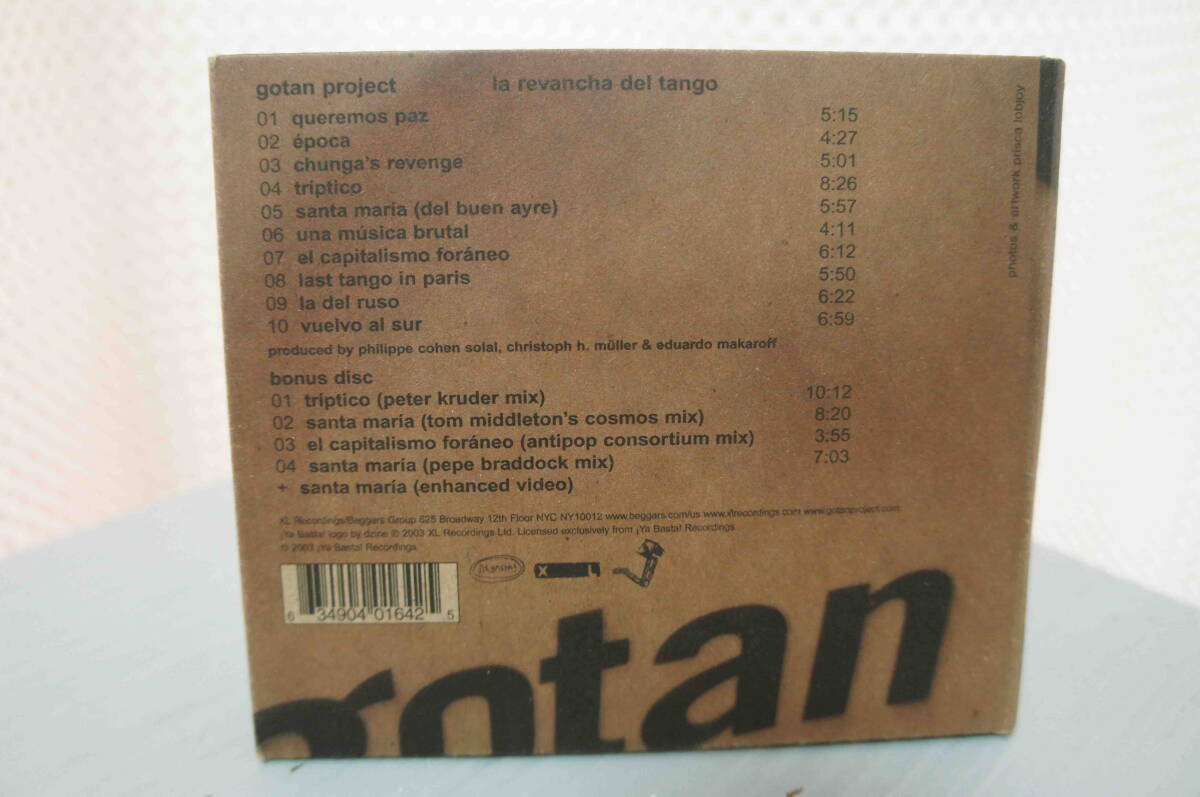 gotan project la revancha del tango
01 queremos paz 5:15
02 época 4:27
03 chunga's revenge 5:01
04 tríptico 8:26
05 santa maría (del buen ayre) 5:57
06 una música brutal 4:11
07 el capitalismo foráneo 6:12
08 last tango in paris 5:50
09 la del ruso 6:22
10 vuelvo al sur 6:59
produced by philippe cohen solal, christoph h. müller & eduardo makaroff
bonus disc
01 tríptico (peter kruder mix) 10:12
02 santa maría (tom middleton's cosmos mix) 8:20
03 el capitalismo foráneo (antipop consortium mix) 3:55
04 santa maría (pepe braddock mix) 7:03
+ santa maría (enhanced video)
XL Recordings/Beggars Group 625 Broadway 12th Floor NYC NY10012 www.beggars.com/us www.xlrecordings.com www.gotanproject.com
¡Ya Basta! logo by dzine © 2003 XL Recordings Ltd. Licensed exclusively from ¡Ya Basta! Recordings.
© 2003 ¡Ya Basta! Recordings.
6 34904 01642 5
X L
gotan
photos & artwork prisca lobjoy